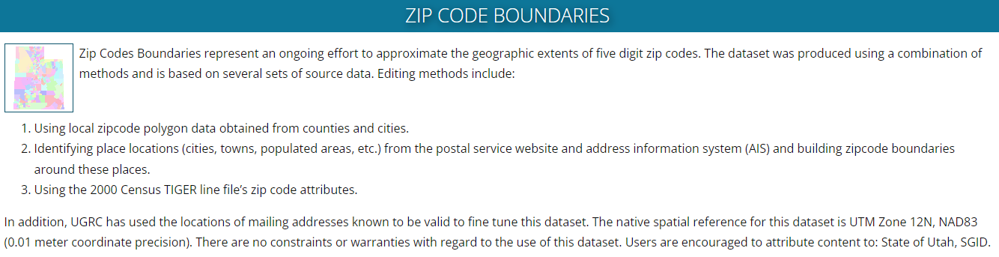 ZIP CODE BOUNDARIES
Zip Codes Boundaries represent an ongoing effort to approximate the geographic extents of five digit zip codes. The dataset was produced using a combination of
methods and is based on several sets of source data. Editing methods include:
1. Using local zipcode polygon data obtained from counties and cities.
2. Identifying place locations (cities, towns, populated areas, etc.) from the postal service website and address information system (AIS) and building zipcode boundaries
around these places.
3. Using the 2000 Census TIGER line file’s zip code attributes.
In addition, UGRC has used the locations of mailing addresses known to be valid to fine tune this dataset. The native spatial reference for this dataset is UTM Zone 12N, NAD83
(0.01 meter coordinate precision). There are no constraints or warranties with regard to the use of this dataset. Users are encouraged to attribute content to: State of Utah, SGID.